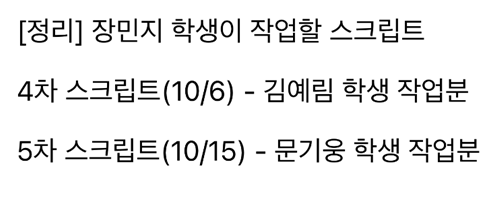 [정리] 장민지 학생이 작업할 스크립트
4차 스크립트(10/6) - 김예림 학생 작업분
5차 스크립트(10/15) - 문기웅 학생 작업분